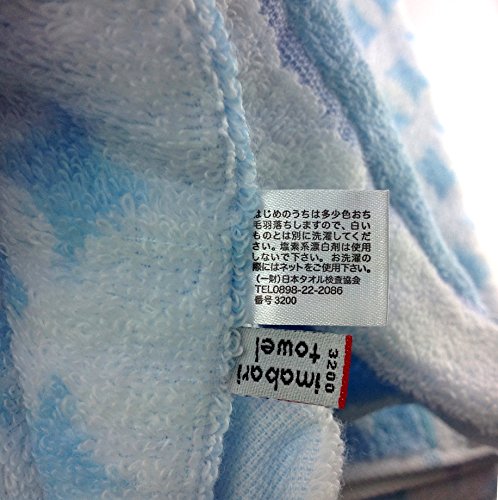 はじめのうちは多少色おち
毛羽落ちしますので、白い
ものとは別に洗濯してくだ
さい。塩素系漂白剤は使用
しないで下さい。お洗濯の
際にはネットをご使用下さい。
(一財)日本タオル検査協会
TEL0898-22-2086
番号3200
imabari
towel
3200